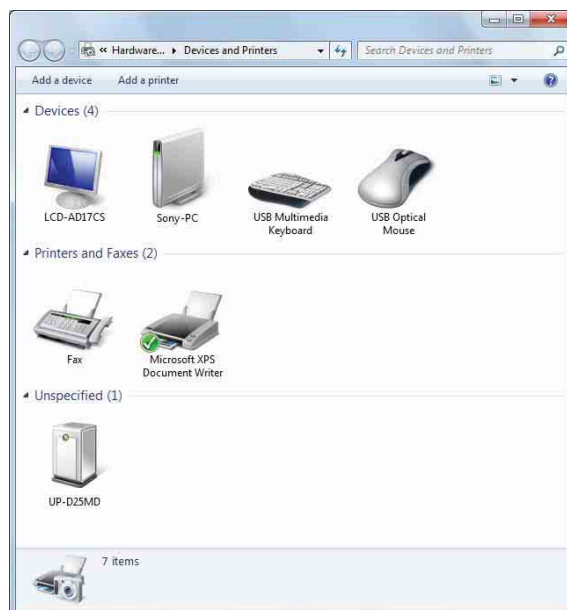 « Hardware... ▸ Devices and Printers
Search Devices and Printers
Add a device Add a printer
Devices (4)
LCD-AD17CS Sony-PC USB Multimedia Keyboard USB Optical Mouse
Printers and Faxes (2)
Fax Microsoft XPS Document Writer
Unspecified (1)
UP-D25MD
7 items